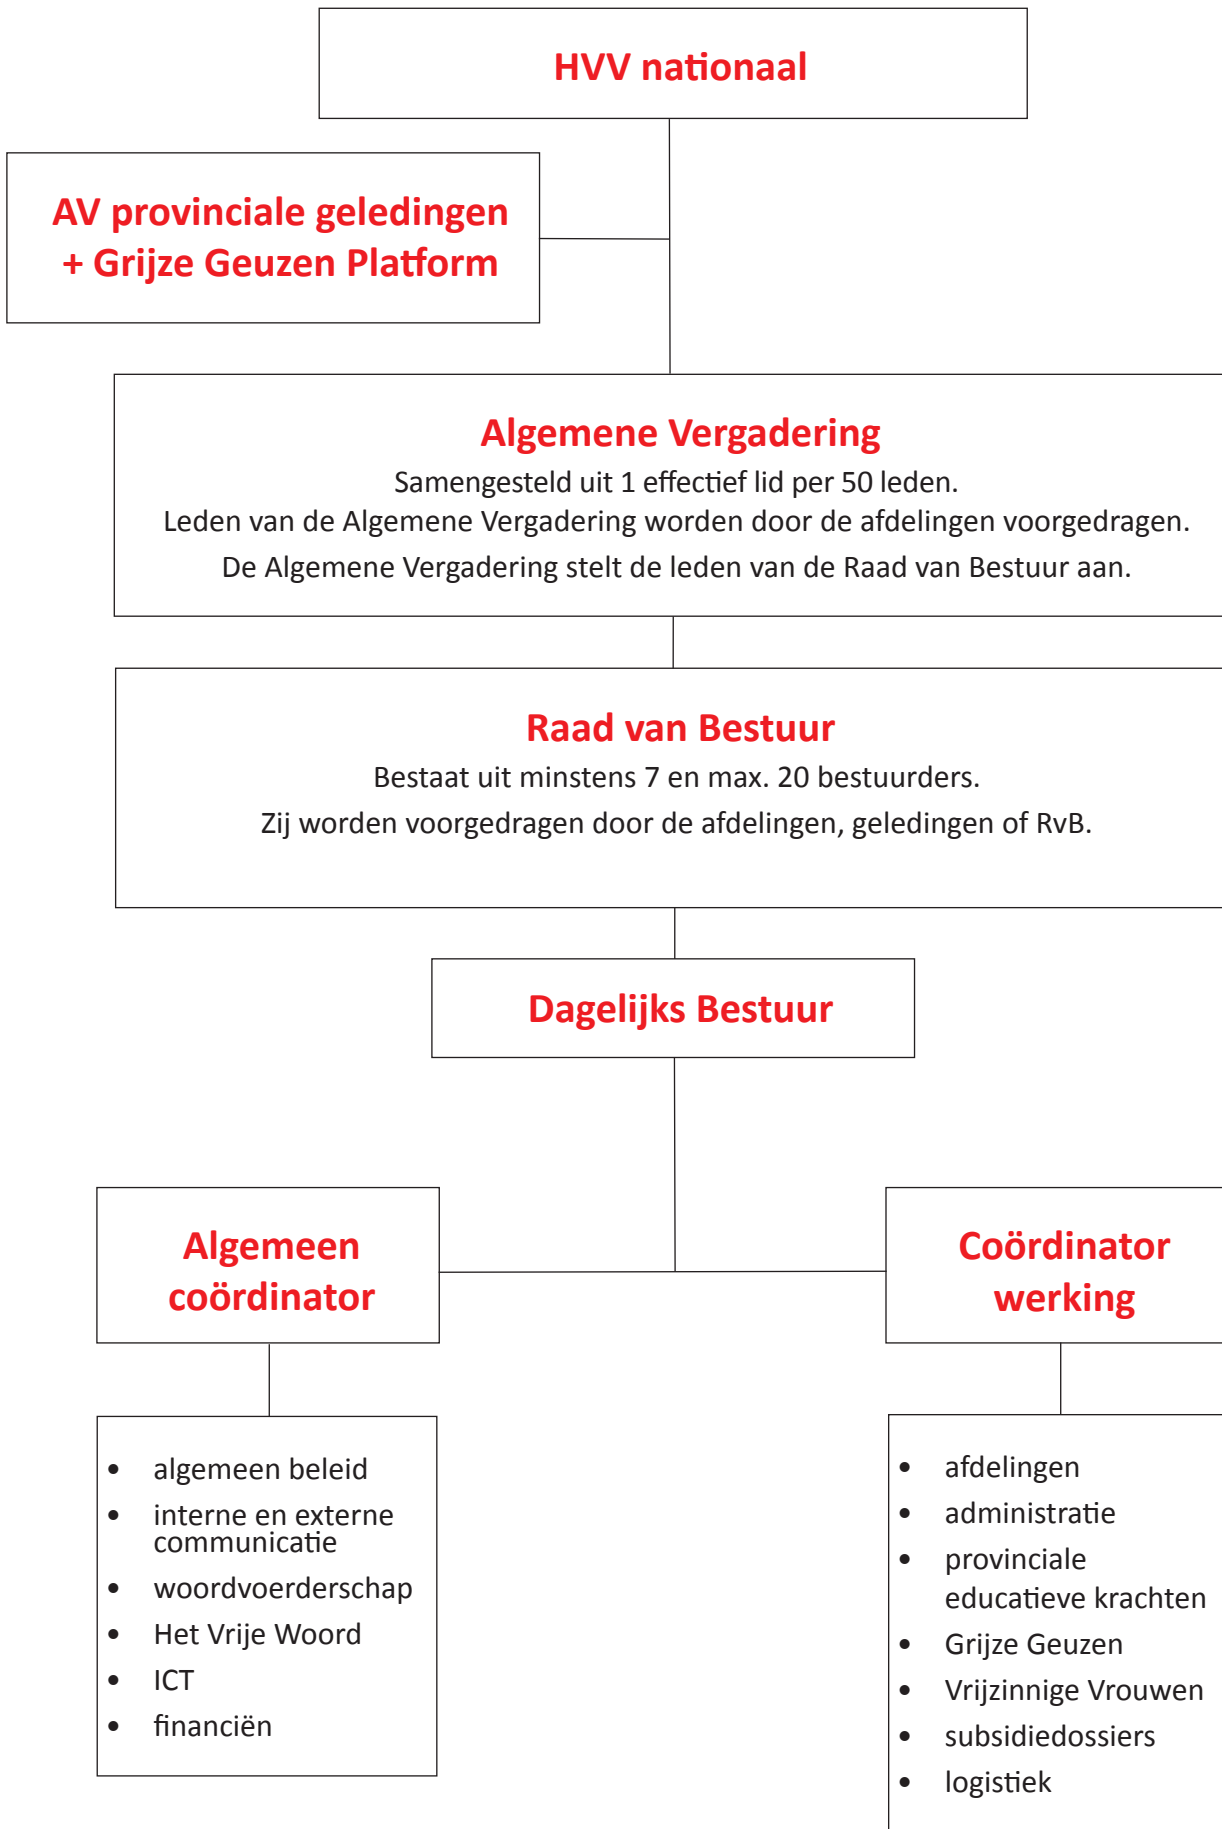 HVV nationaal
AV provinciale geledingen
+ Grijze Geuzen Platform
Algemene Vergadering
Samengesteld uit 1 effectief lid per 50 leden.
Leden van de Algemene Vergadering worden door de afdelingen voorgedragen.
De Algemene Vergadering stelt de leden van de Raad van Bestuur aan.
Raad van Bestuur
Bestaat uit minstens 7 en max. 20 bestuurders.
Zij worden voorgedragen door de afdelingen, geledingen of RvB.
Dagelijks Bestuur
Algemeen
coördinator
• algemeen beleid
• interne en externe
communicatie
• woordvoerderschap
• Het Vrije Woord
• ICT
• financiën
Coördinator
werking
• afdelingen
• administratie
• provinciale
educatieve krachten
• Grijze Geuzen
• Vrijzinnige Vrouwen
• subsidiedossiers
• logistiek